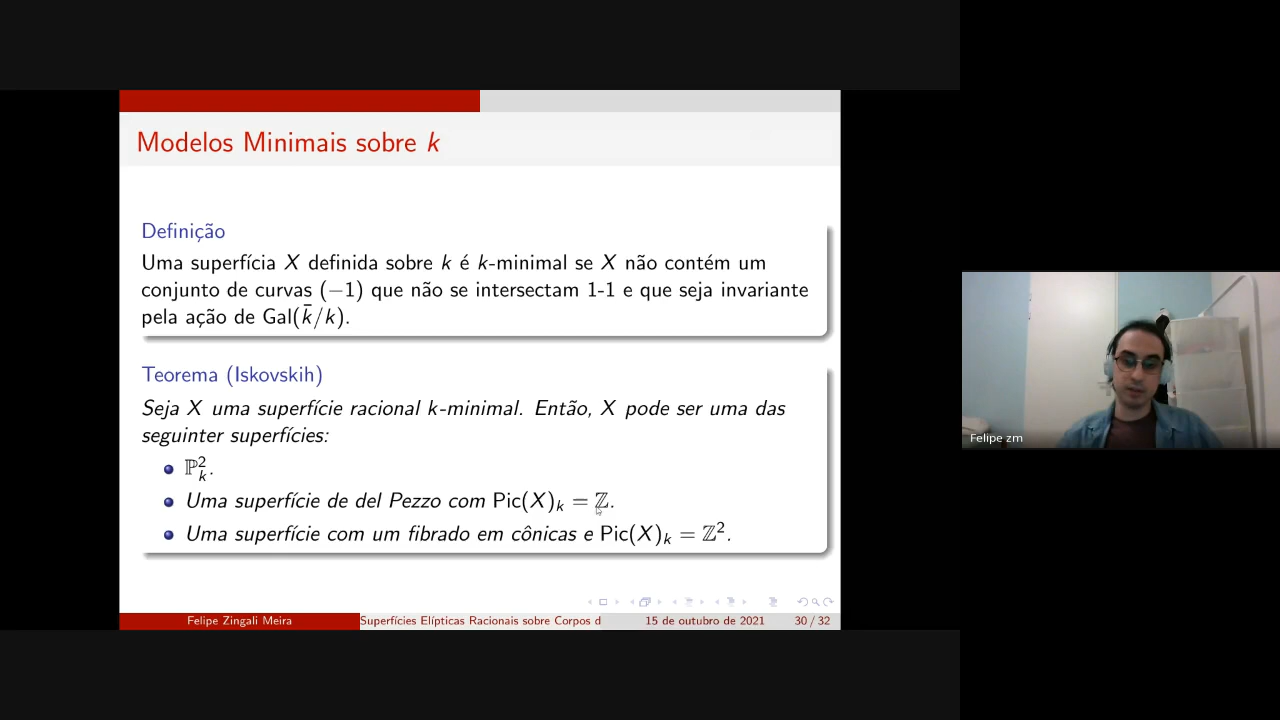 Modelos Minimais sobre k
Definição
Uma superfície X definida sobre k é k-minimal se X não contém um
conjunto de curvas (−1) que não se intersectam 1-1 e que seja invariante
pela ação de Gal(k̄/k).
Teorema (Iskovskih)
Seja X uma superfície racional k-minimal. Então, X pode ser uma das
seguinter superfícies:
ℙ²ₖ.
Uma superfície de del Pezzo com Pic(X)ₖ = ℤ.
Uma superfície com um fibrado em cônicas e Pic(X)ₖ = ℤ².
Felipe Zingali Meira
Superfícies Elípticas Racionais sobre Corpos d
15 de outubro de 2021
30 / 32
Felipe zm